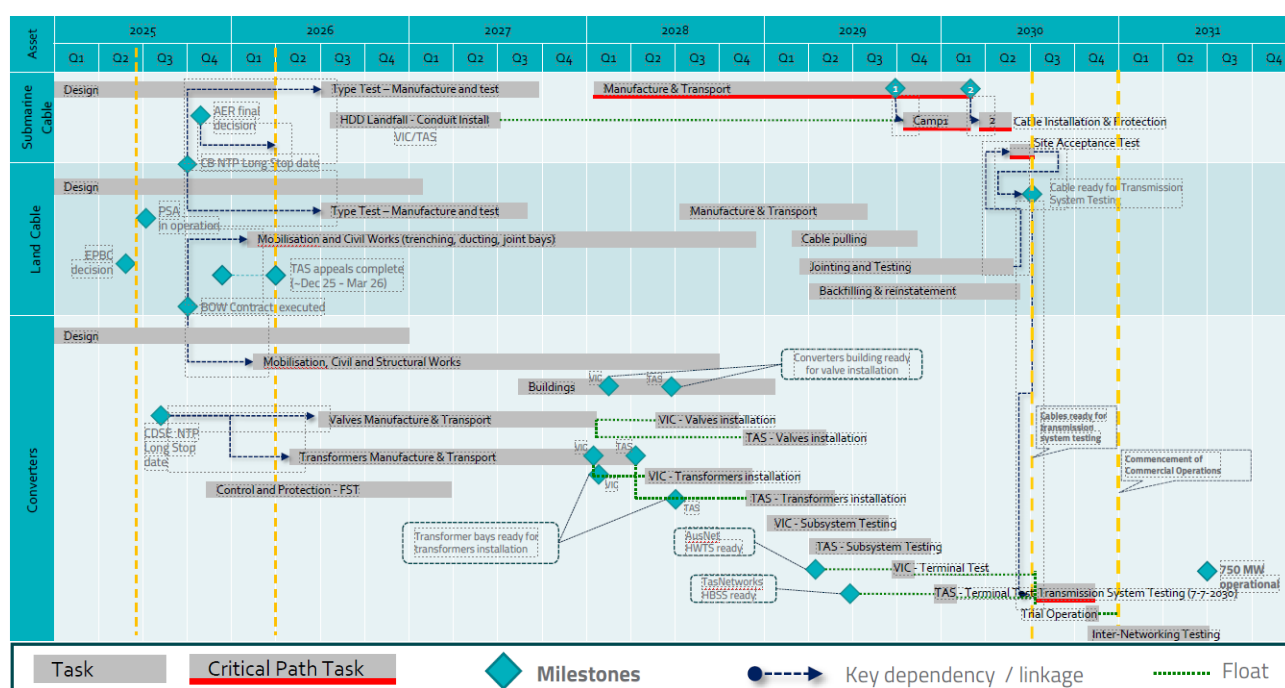 Asset
2025
2026
2027
2028
2029
2030
2031
Q1 Q2 Q3 Q4 Q1 Q2 Q3 Q4 Q1 Q2 Q3 Q4 Q1 Q2 Q3 Q4 Q1 Q2 Q3 Q4 Q1 Q2 Q3 Q4 Q1 Q2 Q3 Q4
Submarine
Cable
Design
Type Test – Manufacture and test
Manufacture & Transport
1
2
AER final
decision
HDD Landfall - Conduit Install
VIC/TAS
Camp1
2
Cable Installation & Protection
Site Acceptance Test
CB NTP Long Stop date
Land Cable
Design
Cable ready for Transmission
System Testing
PSA
in operation
Type Test – Manufacture and test
Manufacture & Transport
Mobilisation and Civil Works (trenching, ducting, joint bays)
Cable pulling
EPBC
decision
TAS appeals complete
(~Dec 25 - Mar 26)
Jointing and Testing
Backfilling & reinstatement
BOW Contract executed
Converters
Design
Mobilisation, Civil and Structural Works
Converters building ready
for valve installation
VIC
TAS
Buildings
CDSE NTP
Long Stop
date
Valves Manufacture & Transport
VIC - Valves installation
TAS - Valves installation
Cables ready for
transmission
system testing
Commencement of
Commercial Operations
VIC
TAS
Transformers Manufacture & Transport
VIC - Transformers installation
VIC
Control and Protection - FST
TAS - Transformers installation
TAS
Transformer bays ready for
transformers installation
VIC - Subsystem Testing
AusNet
HWTS ready
TAS - Subsystem Testing
VIC - Terminal Test
750 MW
operational
TasNetworks
HBSS ready
TAS - Terminal Test
Transmission System Testing (7-7-2030)
Trial Operation
Inter-Networking Testing
Task
Critical Path Task
Milestones
Key dependency / linkage
Float